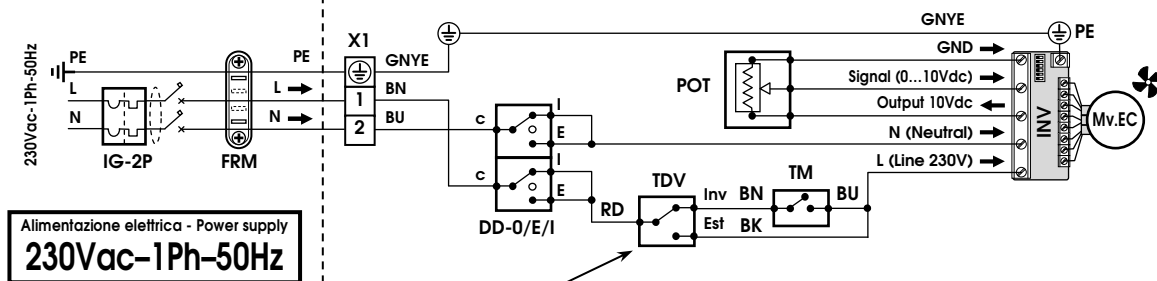 230Vac-1Ph-50Hz
PE
L
N
IG-2P
FRM
PE
L
N
X1
1
2
GNYE
BN
BU
GNYE
PE
c
I
E
c
I
E
DD-0/E/I
RD
TDV
Inv
BN
Est
BK
TM
BU
POT
GND
Signal (0...10Vdc)
Output 10Vdc
N (Neutral)
L (Line 230V)
INV
Mv.EC
Alimentazione elettrica - Power supply
230Vac–1Ph–50Hz